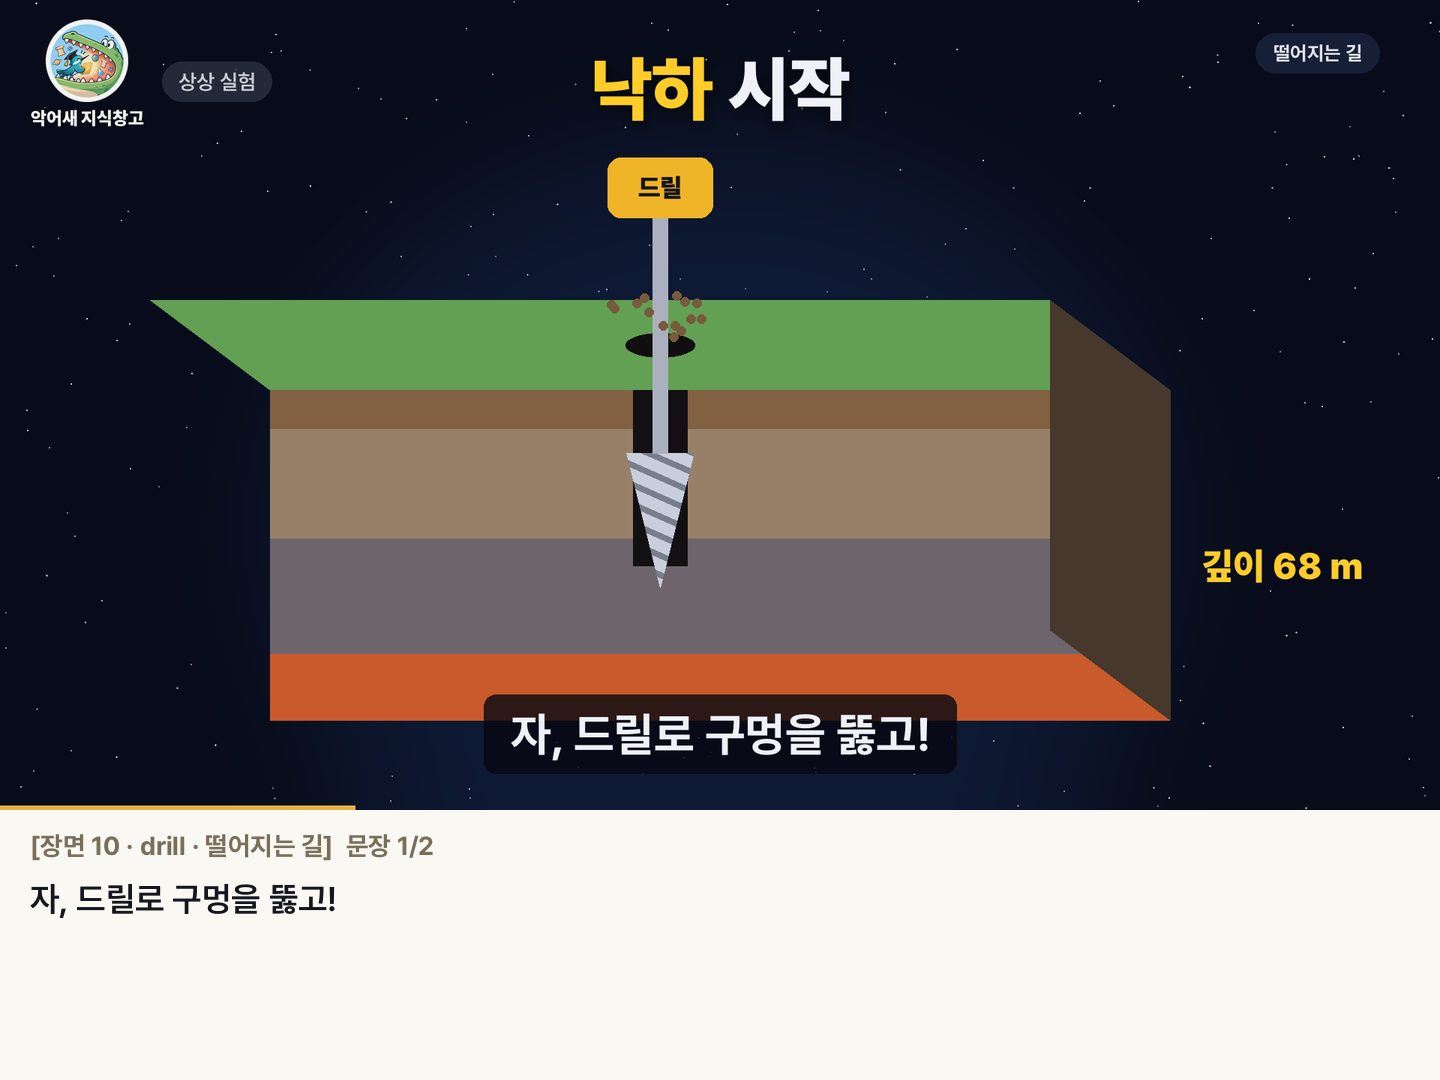 악어새 지식창고
상상 실험
낙하 시작
떨어지는 길
드릴
깊이 68 m
자, 드릴로 구멍을 뚫고!
[장면 10 · drill · 떨어지는 길] 문장 1/2
자, 드릴로 구멍을 뚫고!